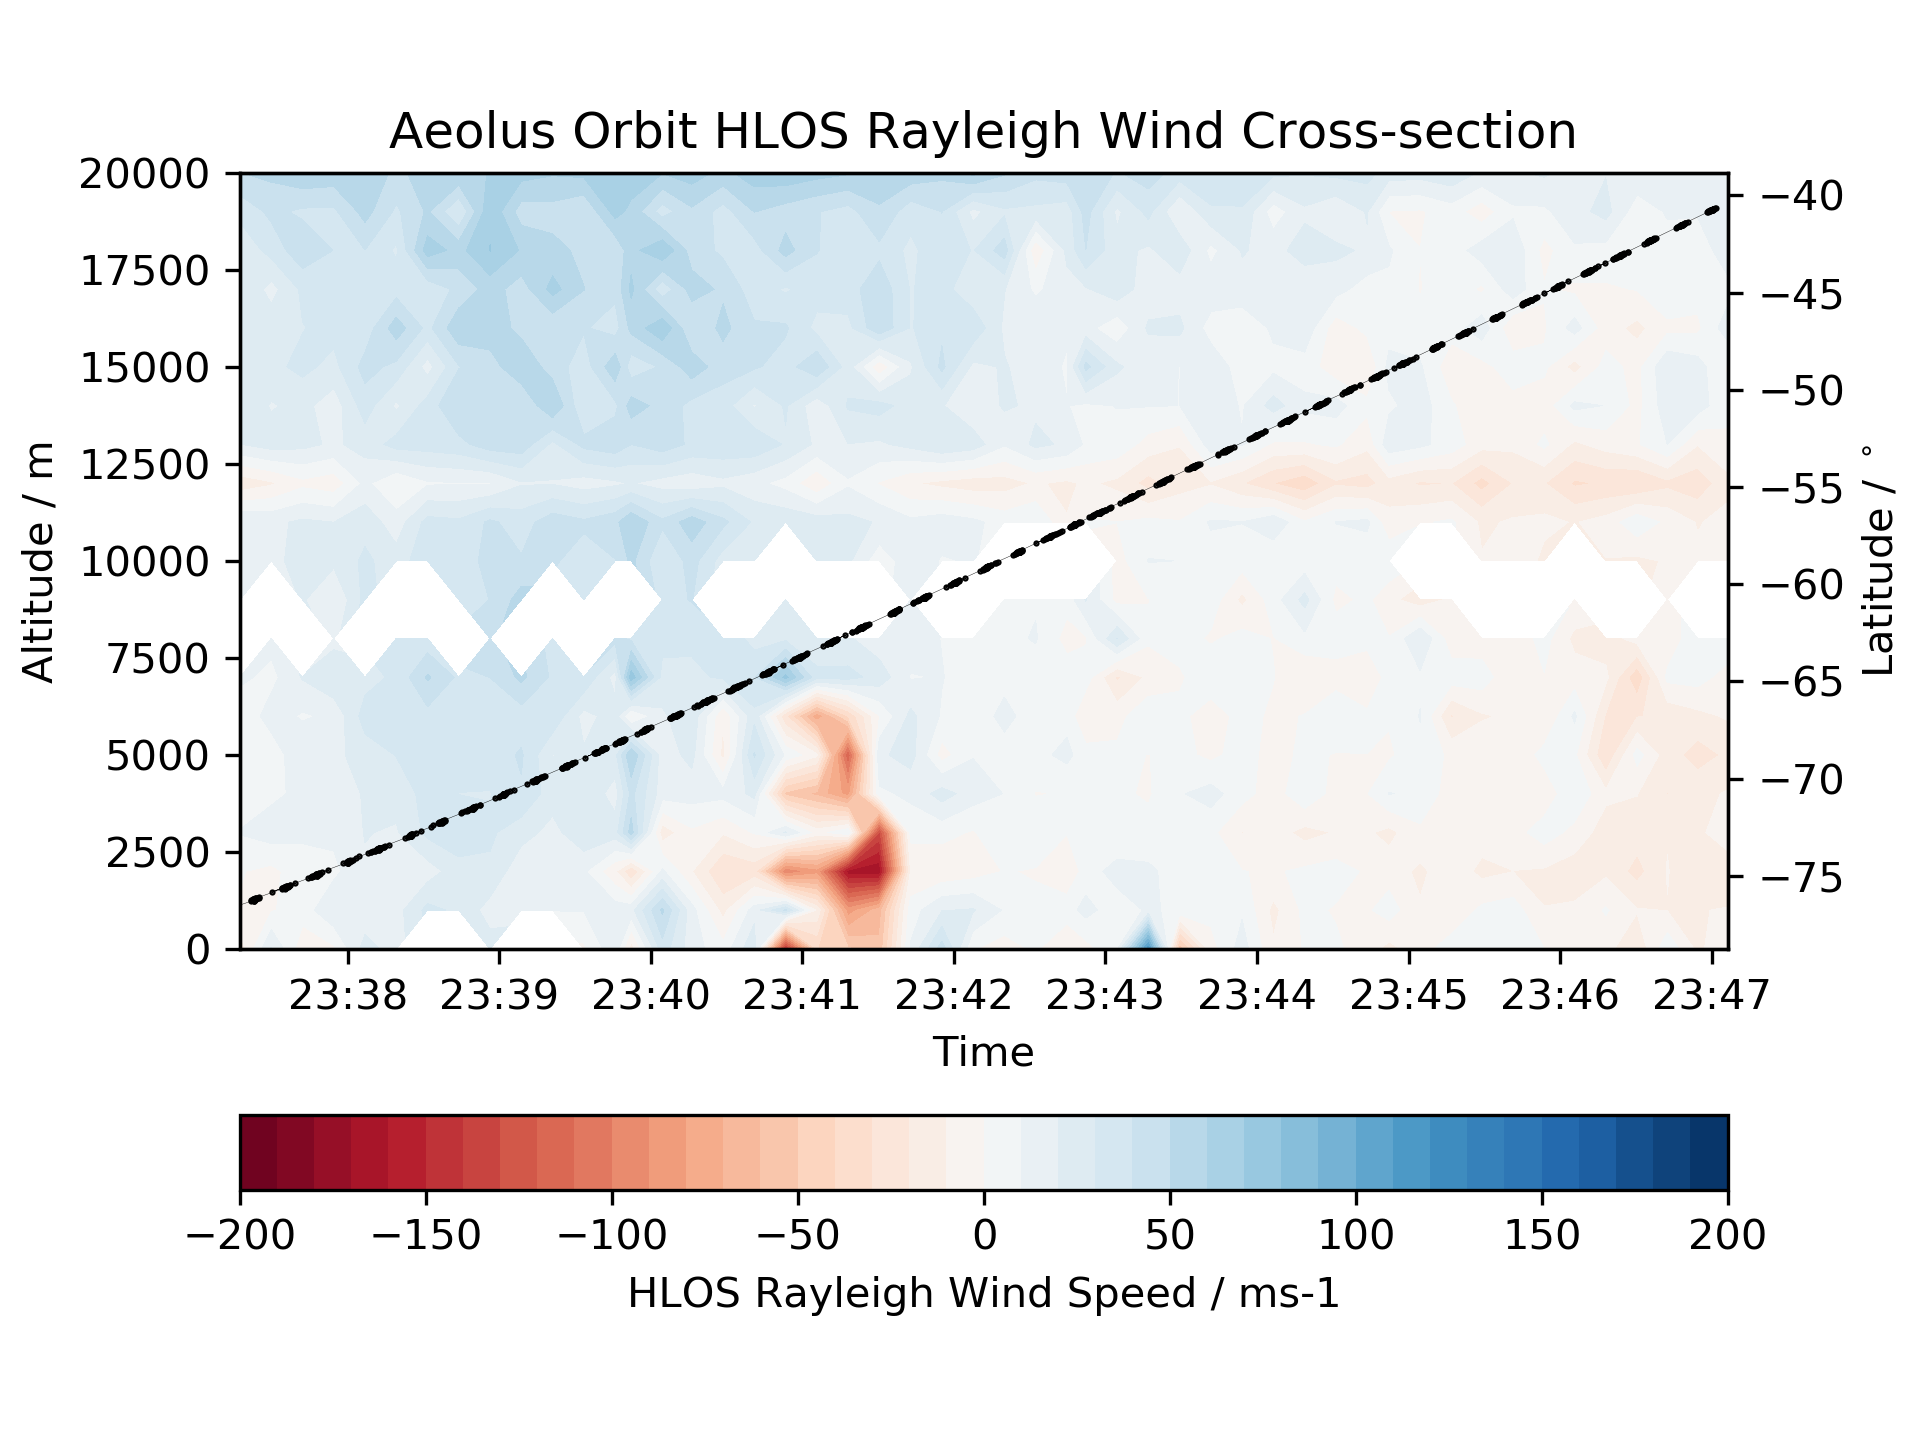 Aeolus Orbit HLOS Rayleigh Wind Cross-section
20000
17500
15000
12500
10000
7500
5000
2500
0
Altitude / m
−40
−45
−50
−55
−60
−65
−70
−75
Latitude / °
23:38 23:39 23:40 23:41 23:42 23:43 23:44 23:45 23:46 23:47
Time
−200 −150 −100 −50 0 50 100 150 200
HLOS Rayleigh Wind Speed / ms-1